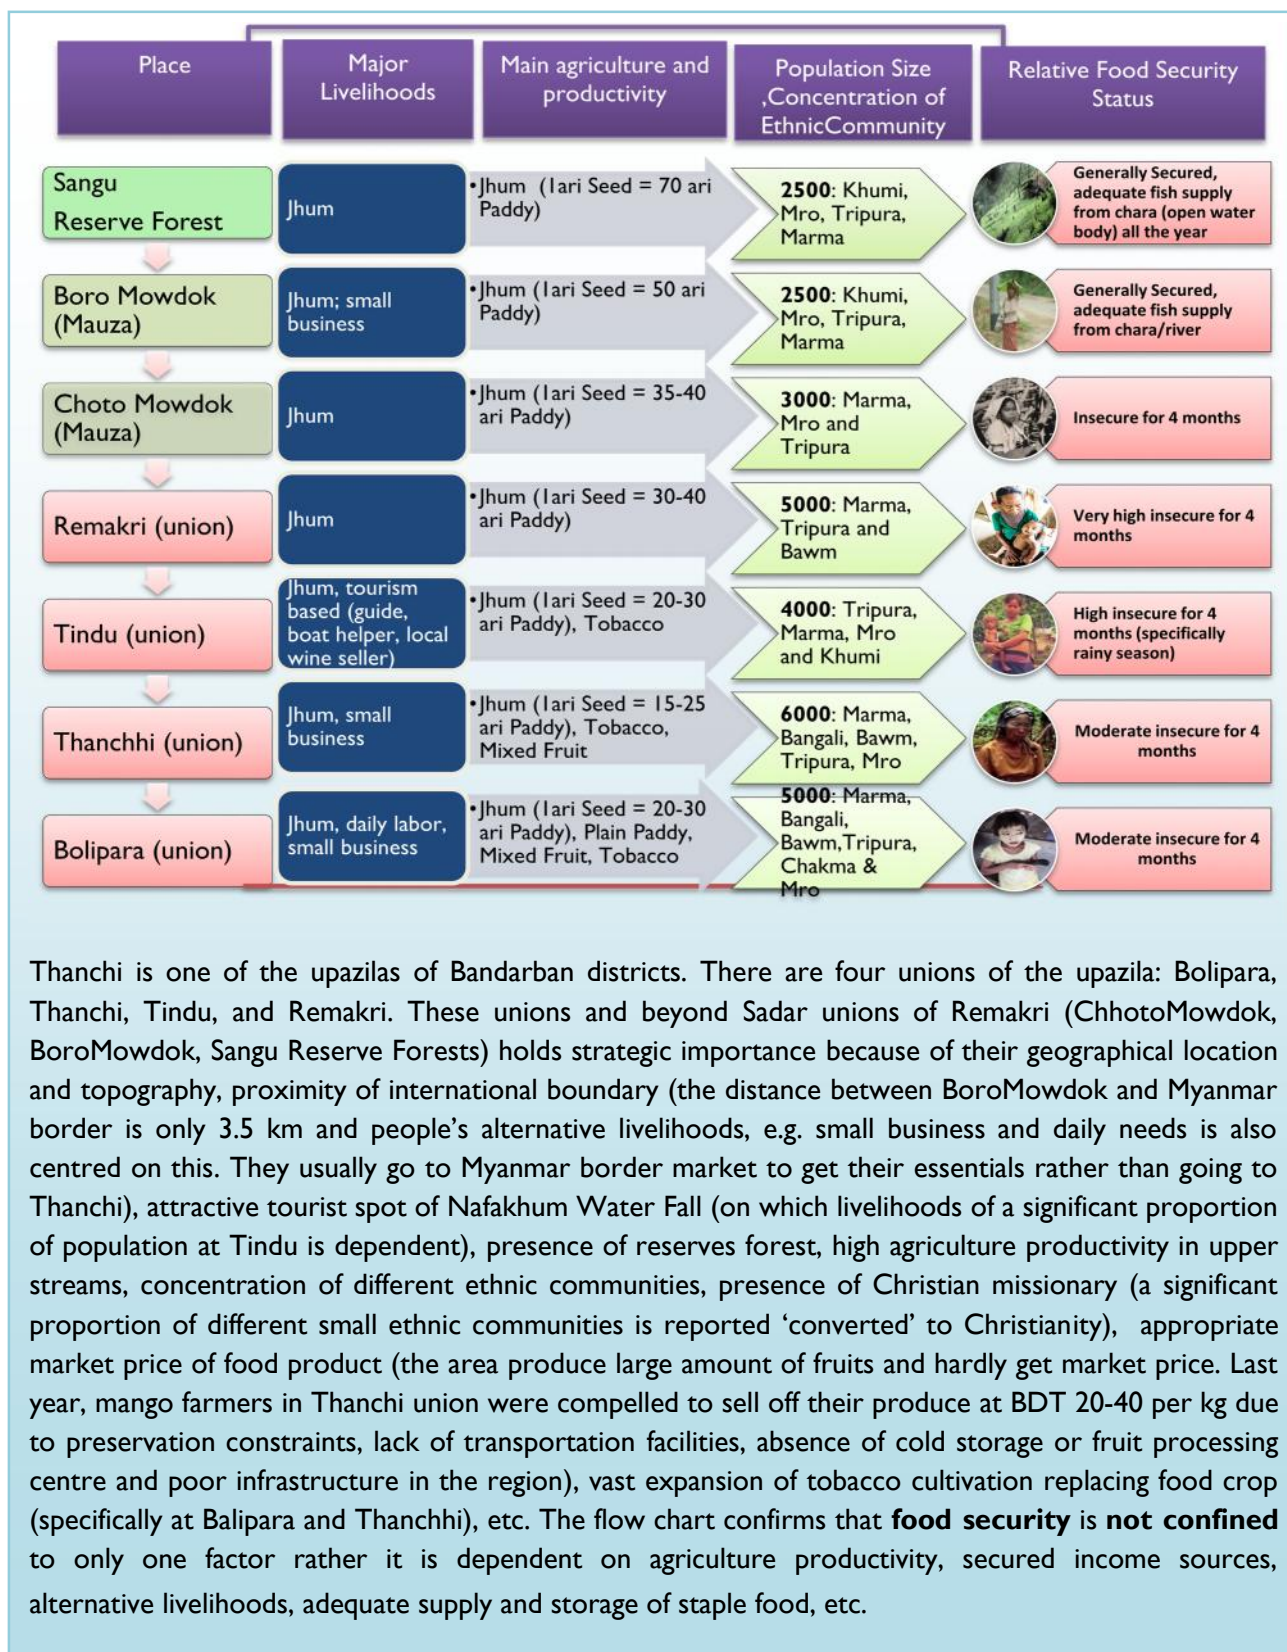 Place
Major
Livelihoods
Main agriculture and
productivity
Population Size
,Concentration of
EthnicCommunity
Relative Food Security
Status
Sangu
Reserve Forest
Jhum
•Jhum (1ari Seed = 70 ari
Paddy)
2500: Khumi,
Mro, Tripura,
Marma
Generally Secured,
adequate fish supply
from chara (open water
body) all the year
Boro Mowdok
(Mauza)
Jhum; small
business
•Jhum (1ari Seed = 50 ari
Paddy)
2500: Khumi,
Mro, Tripura,
Marma
Generally Secured,
adequate fish supply
from chara/river
Choto Mowdok
(Mauza)
Jhum
•Jhum (1ari Seed = 35-40
ari Paddy)
3000: Marma,
Mro and
Tripura
Insecure for 4 months
Remakri (union)
Jhum
•Jhum (1ari Seed = 30-40
ari Paddy)
5000: Marma,
Tripura and
Bawm
Very high insecure for 4
months
Tindu (union)
Jhum, tourism
based (guide,
boat helper, local
wine seller)
•Jhum (1ari Seed = 20-30
ari Paddy), Tobacco
4000: Tripura,
Marma, Mro
and Khumi
High insecure for 4
months (specifically
rainy season)
Thanchhi (union)
Jhum, small
business
•Jhum (1ari Seed = 15-25
ari Paddy), Tobacco,
Mixed Fruit
6000: Marma,
Bangali, Bawm,
Tripura, Mro
Moderate insecure for 4
months
Bolipara (union)
Jhum, daily labor,
small business
•Jhum (1ari Seed = 20-30
ari Paddy), Plain Paddy,
Mixed Fruit, Tobacco
5000: Marma,
Bangali,
Bawm,Tripura,
Chakma &
Mro
Moderate insecure for 4
months
Thanchi is one of the upazilas of Bandarban districts. There are four unions of the upazila: Bolipara,
Thanchi, Tindu, and Remakri. These unions and beyond Sadar unions of Remakri (ChhotoMowdok,
BoroMowdok, Sangu Reserve Forests) holds strategic importance because of their geographical location
and topography, proximity of international boundary (the distance between BoroMowdok and Myanmar
border is only 3.5 km and people’s alternative livelihoods, e.g. small business and daily needs is also
centred on this. They usually go to Myanmar border market to get their essentials rather than going to
Thanchi), attractive tourist spot of Nafakhum Water Fall (on which livelihoods of a significant proportion
of population at Tindu is dependent), presence of reserves forest, high agriculture productivity in upper
streams, concentration of different ethnic communities, presence of Christian missionary (a significant
proportion of different small ethnic communities is reported ‘converted’ to Christianity), appropriate
market price of food product (the area produce large amount of fruits and hardly get market price. Last
year, mango farmers in Thanchi union were compelled to sell off their produce at BDT 20-40 per kg due
to preservation constraints, lack of transportation facilities, absence of cold storage or fruit processing
centre and poor infrastructure in the region), vast expansion of tobacco cultivation replacing food crop
(specifically at Balipara and Thanchhi), etc. The flow chart confirms that food security is not confined
to only one factor rather it is dependent on agriculture productivity, secured income sources,
alternative livelihoods, adequate supply and storage of staple food, etc.